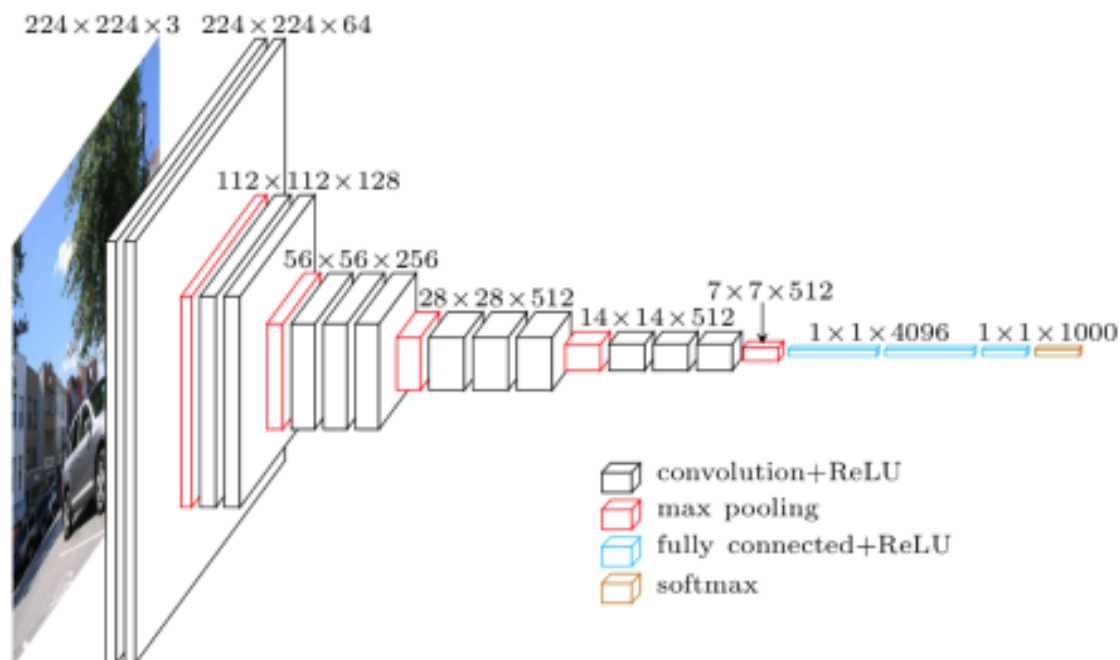 224×224×3
224×224×64
112×112×128
56×56×256
28×28×512
14×14×512
7×7×512
1×1×4096
1×1×1000
convolution+ReLU
max pooling
fully connected+ReLU
softmax